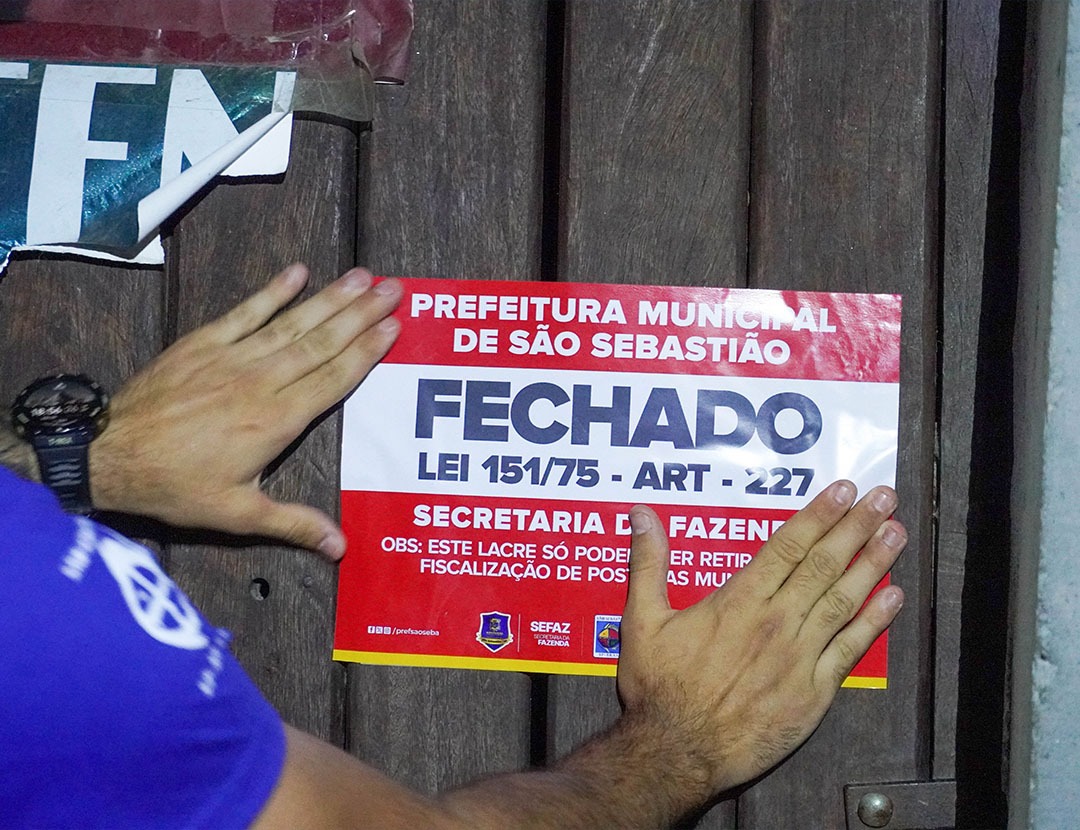 PREFEITURA MUNICIPAL
DE SÃO SEBASTIÃO
FECHADO
LEI 151/75 - ART - 227
SECRETARIA FAZEN
OBS: ESTE LACRE SÓ
FISCALIZAÇÃO DE
/prefsaoseba
SEFAZ
SECRETARIA DA
FAZENDA